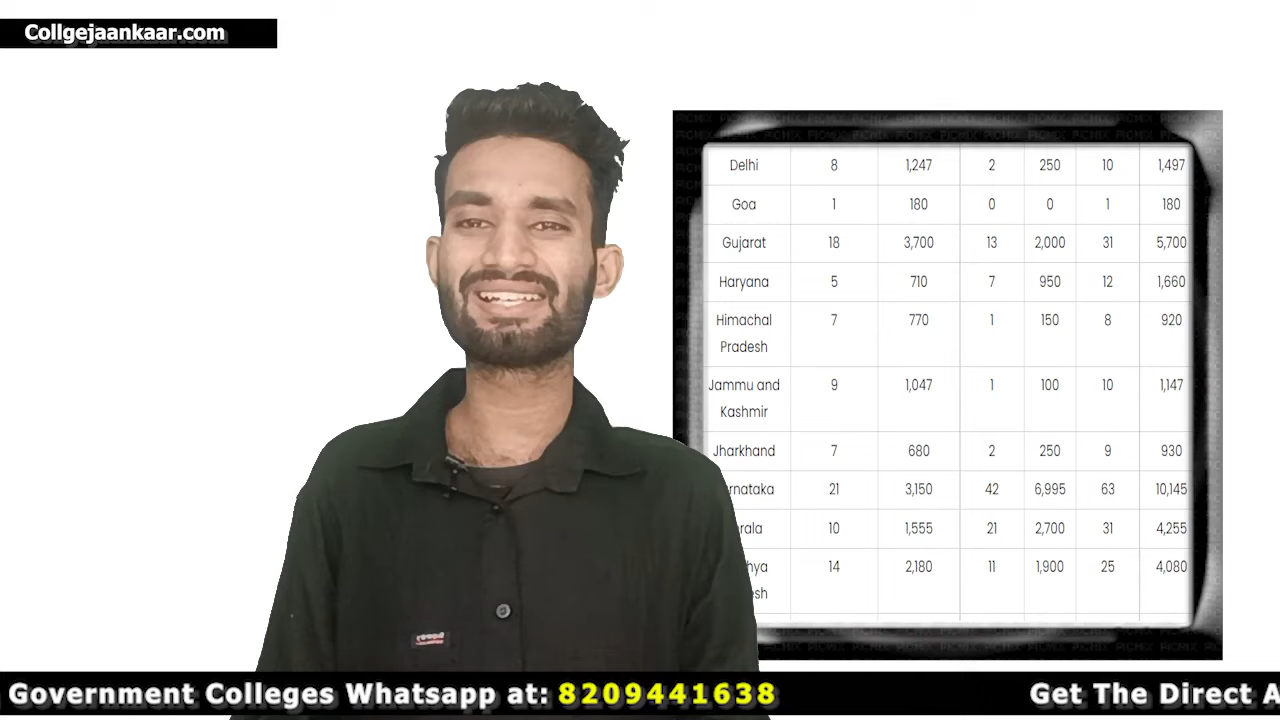 Collgejaankaar.com
Delhi 8 1,247 2 250 10 1,497
Goa 1 180 0 0 1 180
Gujarat 18 3,700 13 2,000 31 5,700
Haryana 5 710 7 950 12 1,660
Himachal 7 770 1 150 8 920
Pradesh
Jammu and 9 1,047 1 100 10 1,147
Kashmir
Jharkhand 7 680 2 250 9 930
rnataka 21 3,150 42 6,995 63 10,145
rala 10 1,555 21 2,700 31 4,255
hya 14 2,180 11 1,900 25 4,080
esh
Government Colleges Whatsapp at: 8209441638 Get The Direct A